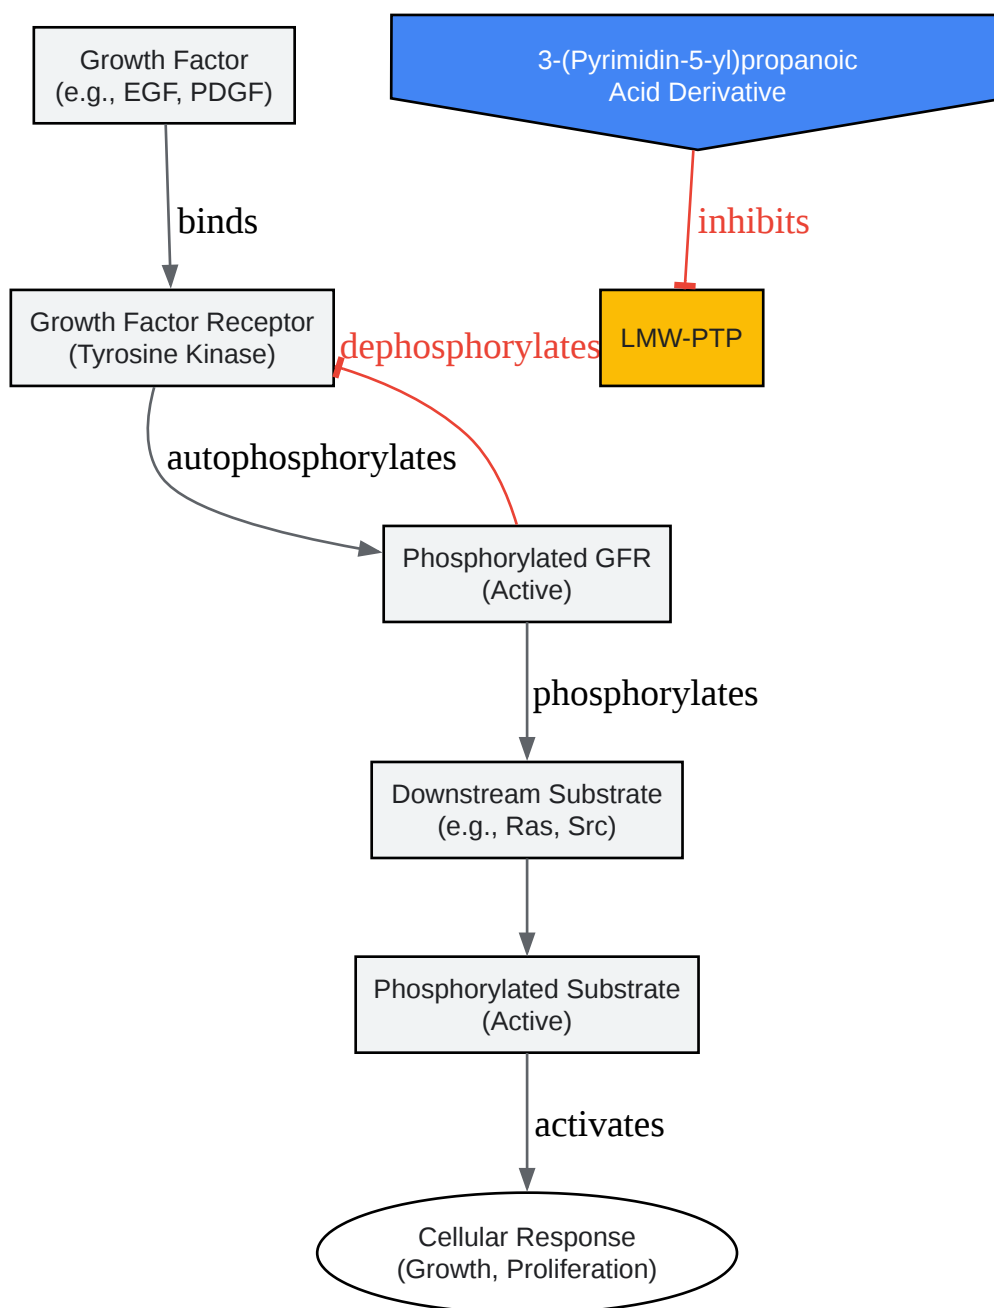 Growth Factor
(e.g., EGF, PDGF)
3-(Pyrimidin-5-yl)propanoic
Acid Derivative
binds
inhibits
Growth Factor Receptor
(Tyrosine Kinase)
dephosphorylates
LMW-PTP
autophosphorylates
Phosphorylated GFR
(Active)
phosphorylates
Downstream Substrate
(e.g., Ras, Src)
Phosphorylated Substrate
(Active)
activates
Cellular Response
(Growth, Proliferation)